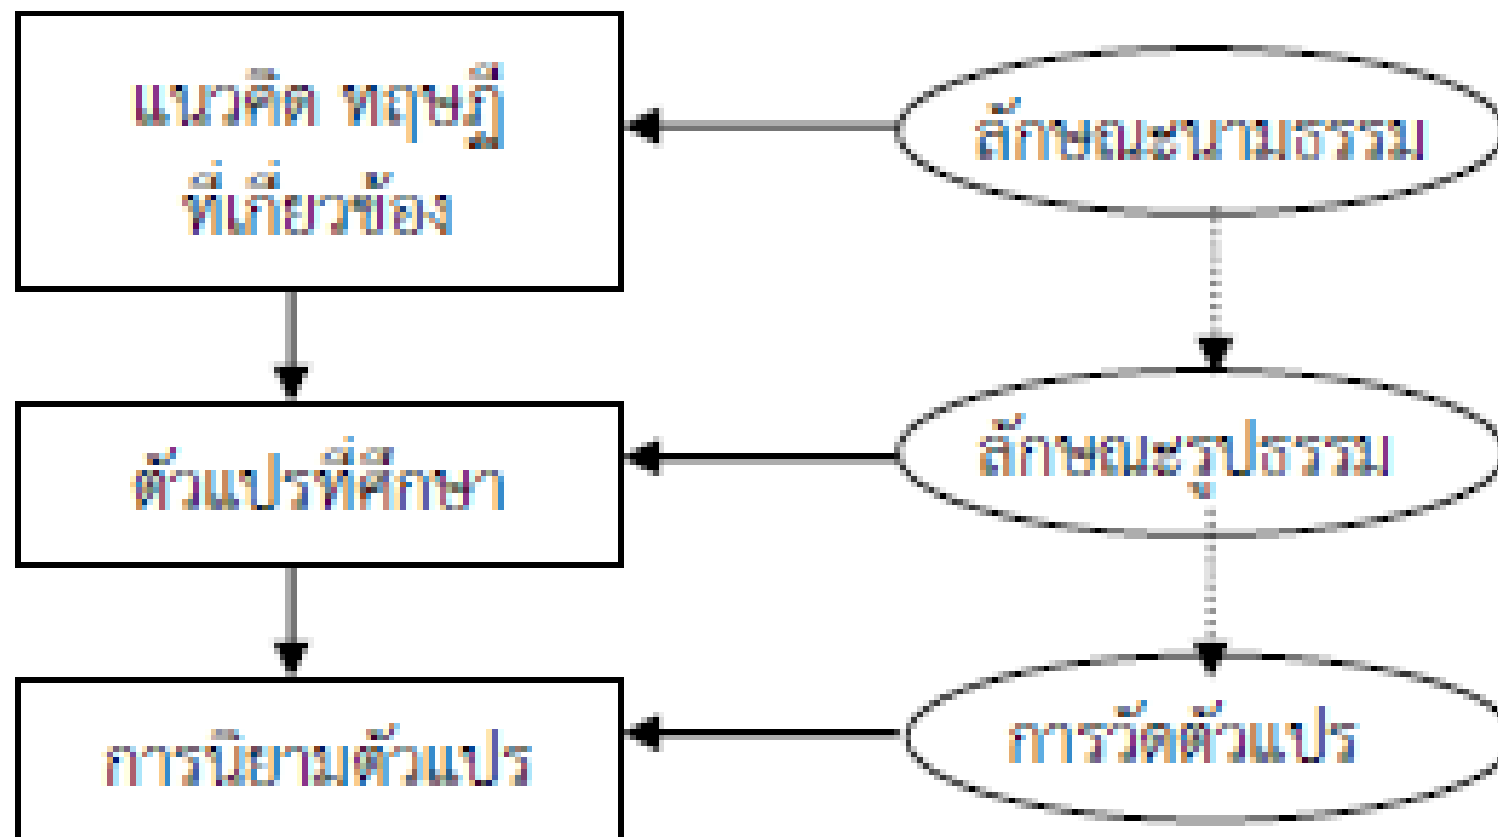 แนวคิด ทฤษฎี
ที่เกี่ยวข้อง
ลักษณะนามธรรม
ตัวแปรที่ศึกษา
ลักษณะรูปธรรม
การนิยามตัวแปร
การวัดตัวแปร